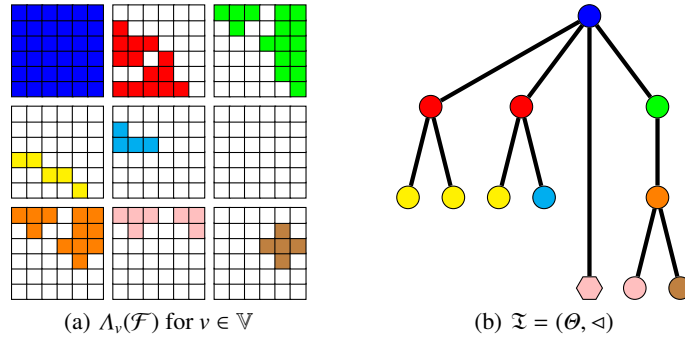 (a) Λᵥ(ℱ) for v ∈ 𝕍
(b) 𝔗 = (Θ, ⊲)